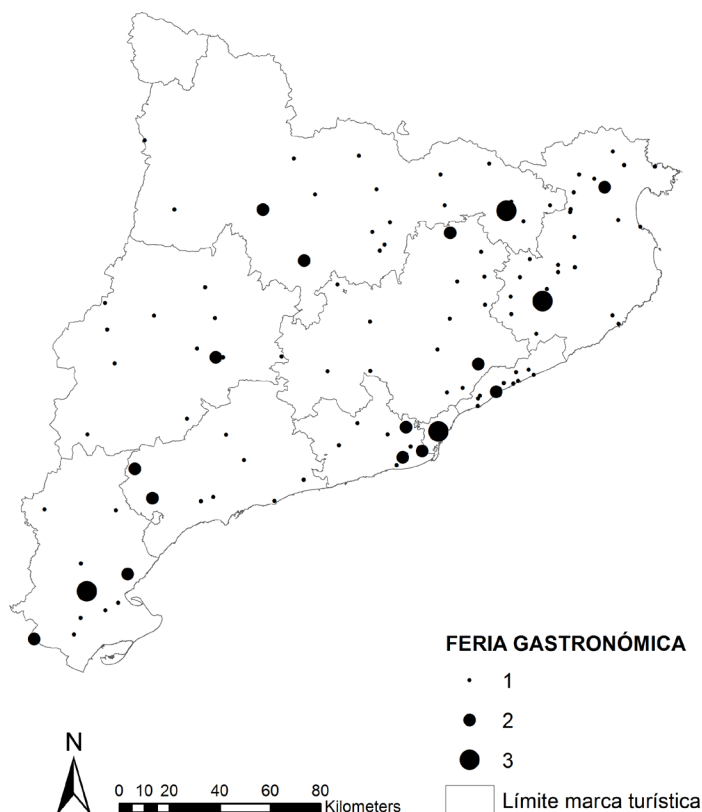 FERIA GASTRONÓMICA
1
2
3
Límite marca turística
N
0 10 20 40 60 80
Kilometers